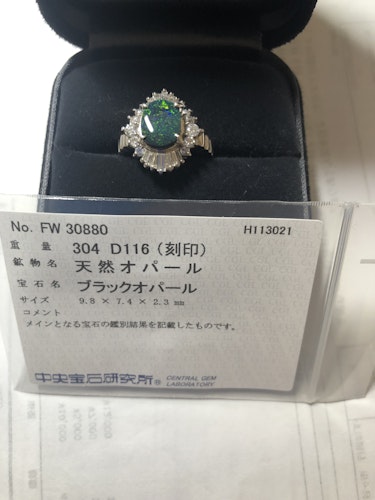 No. FW 30880 H113021
重量 304 D116 (刻印)
鉱物名 天然オパール
宝石名 ブラックオパール
サイズ 9.8 × 7.4 × 2.3 mm
コメント
メインとなる宝石の鑑別結果を記載したものです。
中央宝石研究所® CENTRAL GEM
LABORATORY